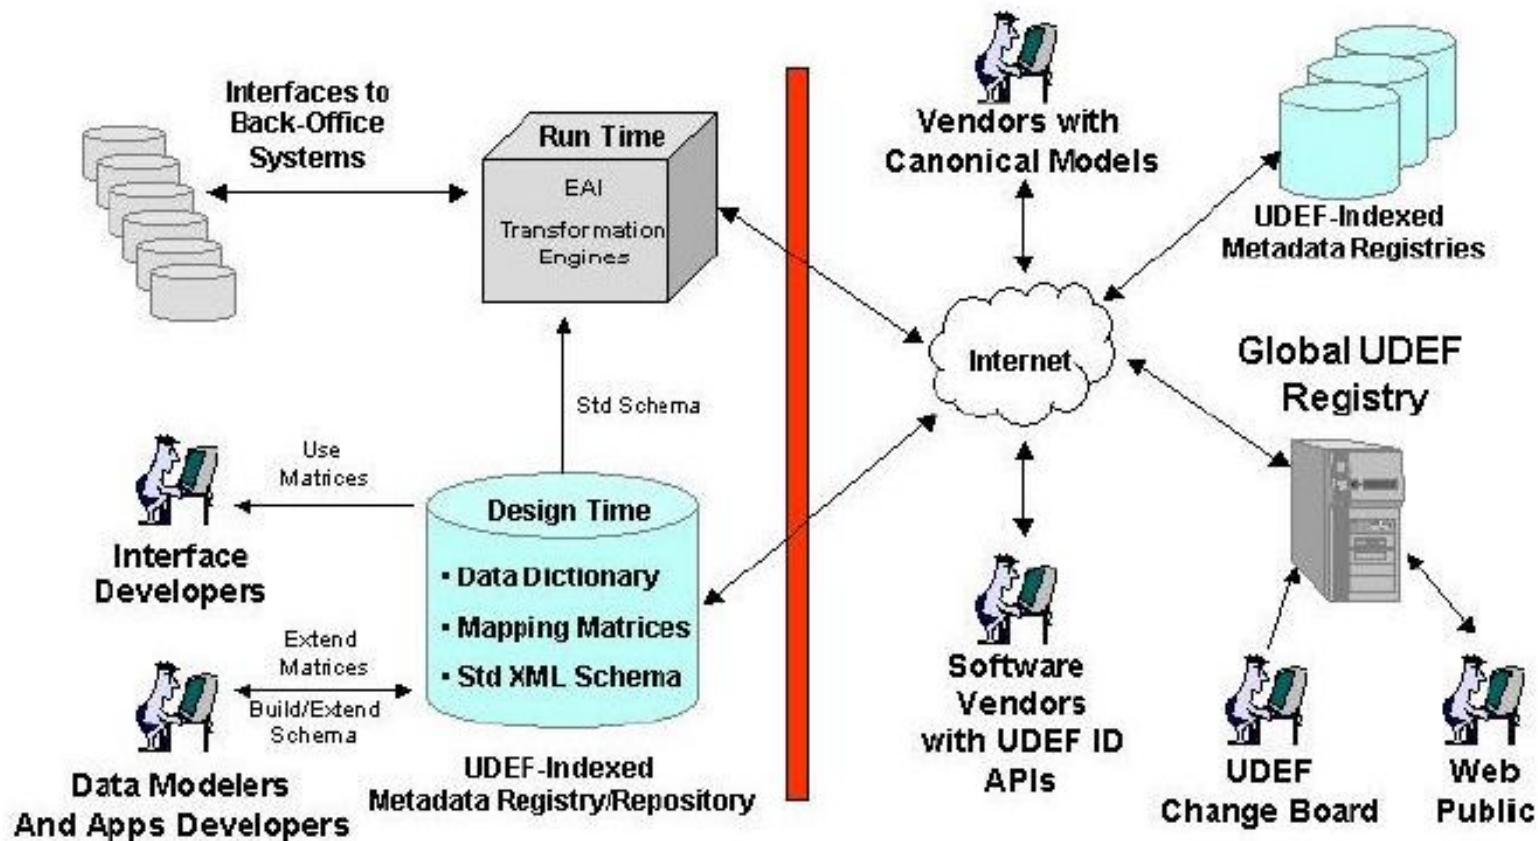 Interfaces to
Back-Office
Systems
Run Time
EAI
Transformation
Engines
Vendors with
Canonical Models
UDEF-Indexed
Metadata Registries
Internet
Global UDEF
Registry
Std Schema
Use
Matrices
Interface
Developers
Design Time
• Data Dictionary
• Mapping Matrices
• Std XML Schema
Extend
Matrices
Build/Extend
Schema
Data Modelers
And Apps Developers
UDEF-Indexed
Metadata Registry/Repository
Software
Vendors
with UDEF ID
APIs
UDEF
Change Board
Web
Public